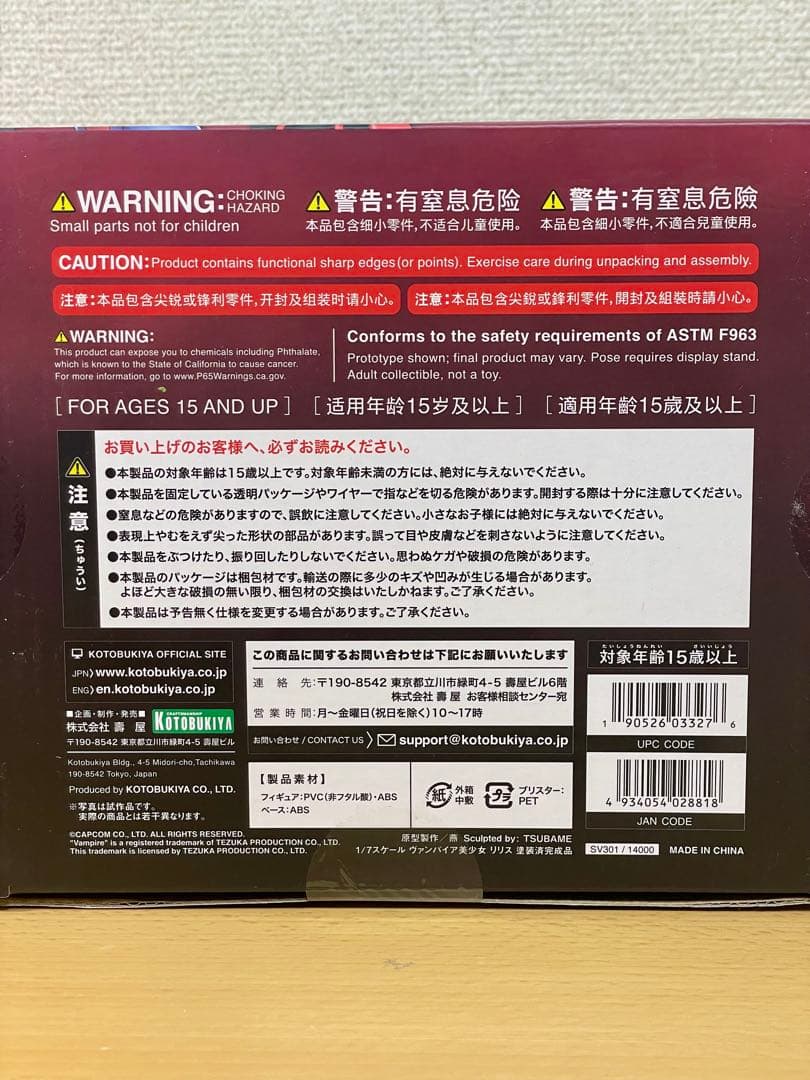 WARNING: CHOKING HAZARD
Small parts not for children
警告:有窒息危险
本品包含细小零件,不适合儿童使用。
警告:有窒息危險
本品包含細小零件,不適合兒童使用。
CAUTION: Product contains functional sharp edges (or points). Exercise care during unpacking and assembly.
注意:本品包含尖锐或锋利零件,开封及组装时请小心。
注意:本品包含尖銳或鋒利零件,開封及組裝時請小心。
WARNING:
This product can expose you to chemicals including Phthalate,
which is known to the State of California to cause cancer.
For more information, go to www.P65Warnings.ca.gov.
Conforms to the safety requirements of ASTM F963
Prototype shown; final product may vary. Pose requires display stand.
Adult collectible, not a toy.
[ FOR AGES 15 AND UP ] [ 适用年龄15岁及以上 ] [ 適用年齡15歲及以上 ]
注意(ちゅうい)
お買い上げのお客様へ、必ずお読みください。
●本製品の対象年齢は15歳以上です。対象年齢未満の方には、絶対に与えないでください。
●本製品を固定している透明パッケージやワイヤーで指などを切る危険があります。開封する際は十分に注意してください。
●窒息などの危険がありますので、誤飲に注意してください。小さなお子様には絶対に与えないでください。
●表現上やむをえず尖った形状の部品があります。誤って目や皮膚などを刺さないように注意してください。
●本製品をぶつけたり、振り回したりしないでください。思わぬケガや破損の危険があります。
●本製品のパッケージは梱包材です。輸送の際に多少のキズや凹みが生じる場合があります。
よほど大きな破損の無い限り、梱包材の交換はいたしかねます。ご了承ください。
●本製品は予告無く仕様を変更する場合があります。ご了承ください。
KOTOBUKIYA OFFICIAL SITE
JPN> www.kotobukiya.co.jp
ENG> en.kotobukiya.co.jp
■企画・制作・発売■
株式会社 壽 屋
CRAFTMANSHIP
KOTOBUKIYA
〒190-8542 東京都立川市緑町4-5 壽屋ビル
Kotobukiya Bldg., 4-5 Midori-cho,Tachikawa
190-8542 Tokyo, Japan
Produced by KOTOBUKIYA CO., LTD.
※写真は試作品です。
実際の商品とは若干異なります。
この商品に関するお問い合わせは下記にお願いいたします
連絡先:〒190-8542 東京都立川市緑町4-5 壽屋ビル6階
株式会社 壽 屋 お客様相談センター宛
営業時間:月〜金曜日(祝日を除く)10〜17時
お問い合わせ / CONTACT US > support@kotobukiya.co.jp
【製品素材】
フィギュア:PVC(非フタル酸)・ABS
ベース:ABS
紙 外箱 中敷
プラ ブリスター: PET
たいしょうねんれい さいいじょう
対象年齢15歳以上
1 90526 03327 6
UPC CODE
4 934054 028818
JAN CODE
©CAPCOM CO., LTD. ALL RIGHTS RESERVED.
"Vampire" is a registered trademark of TEZUKA PRODUCTION CO., LTD.
This trademark is licensed by TEZUKA PRODUCTION CO., LTD.
原型製作/燕 Sculpted by: TSUBAME
1/7スケール ヴァンパイア美少女 リリス 塗装済完成品
SV301 / 14000
MADE IN CHINA